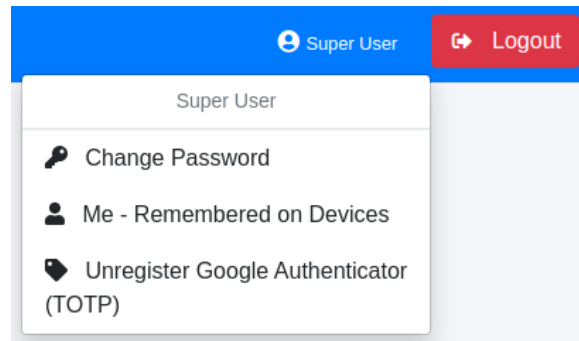 Super User
Logout
Super User
Change Password
Me - Remembered on Devices
Unregister Google Authenticator
(TOTP)